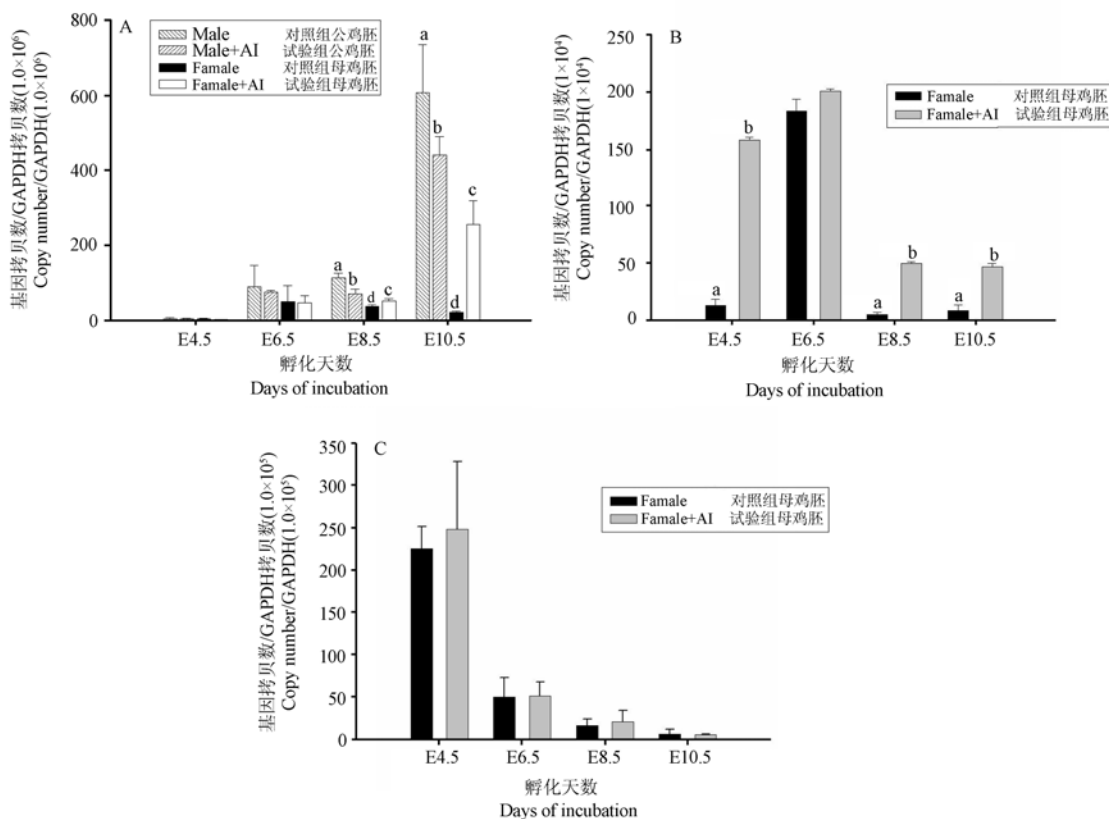 A
Male 对照组公鸡胚
Male+AI 试验组公鸡胚
Famale 对照组母鸡胚
Famale+AI 试验组母鸡胚
基因拷贝数/GAPDH拷贝数(1.0×10⁶)
Copy number/GAPDH(1.0×10⁶)
800
600
400
200
0
a
b
d
c
a
b
d
c
E4.5 E6.5 E8.5 E10.5
孵化天数
Days of incubation
B
Famale 对照组母鸡胚
Famale+AI 试验组母鸡胚
基因拷贝数/GAPDH拷贝数(1×10⁴)
Copy number/GAPDH(1×10⁴)
250
200
150
100
50
0
a
b
a
b
a
b
E4.5 E6.5 E8.5 E10.5
孵化天数
Days of incubation
C
Famale 对照组母鸡胚
Famale+AI 试验组母鸡胚
基因拷贝数/GAPDH拷贝数(1.0×10⁵)
Copy number/GAPDH(1.0×10⁵)
350
300
250
200
150
100
50
0
E4.5 E6.5 E8.5 E10.5
孵化天数
Days of incubation